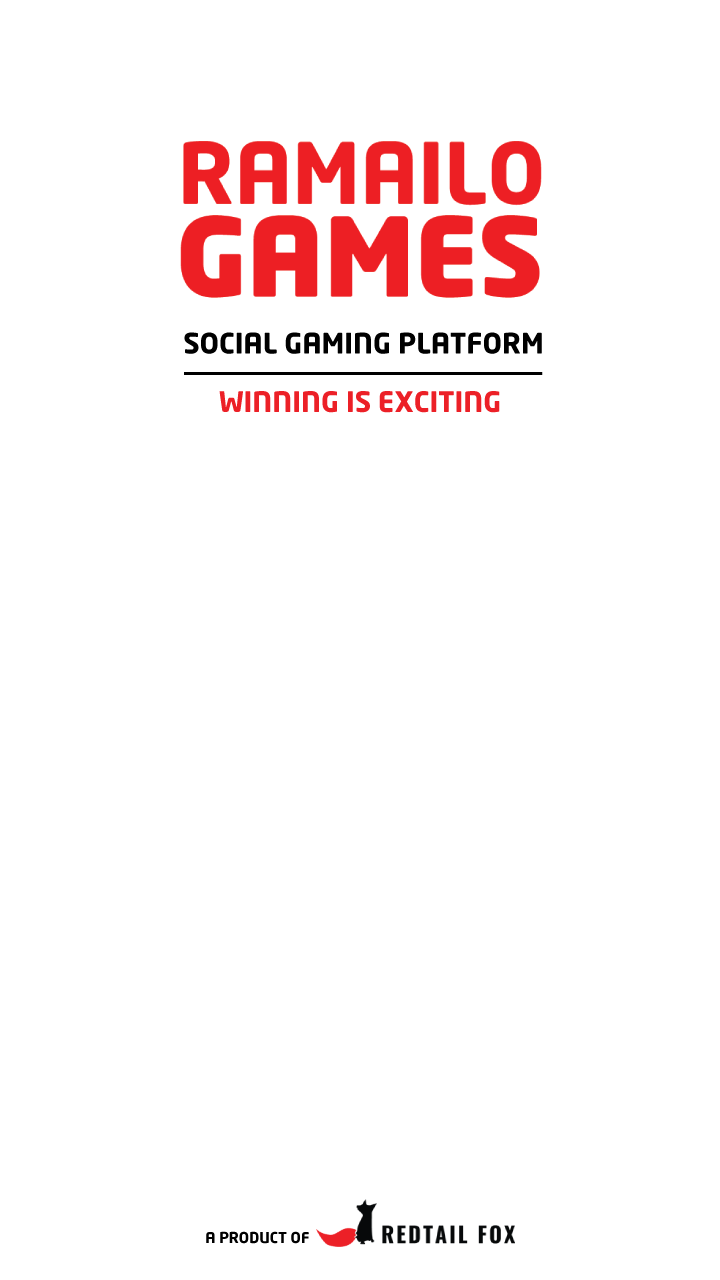 RAMAILO
GAMES
SOCIAL GAMING PLATFORM
WINNING IS EXCITING
A PRODUCT OF REDTAIL FOX